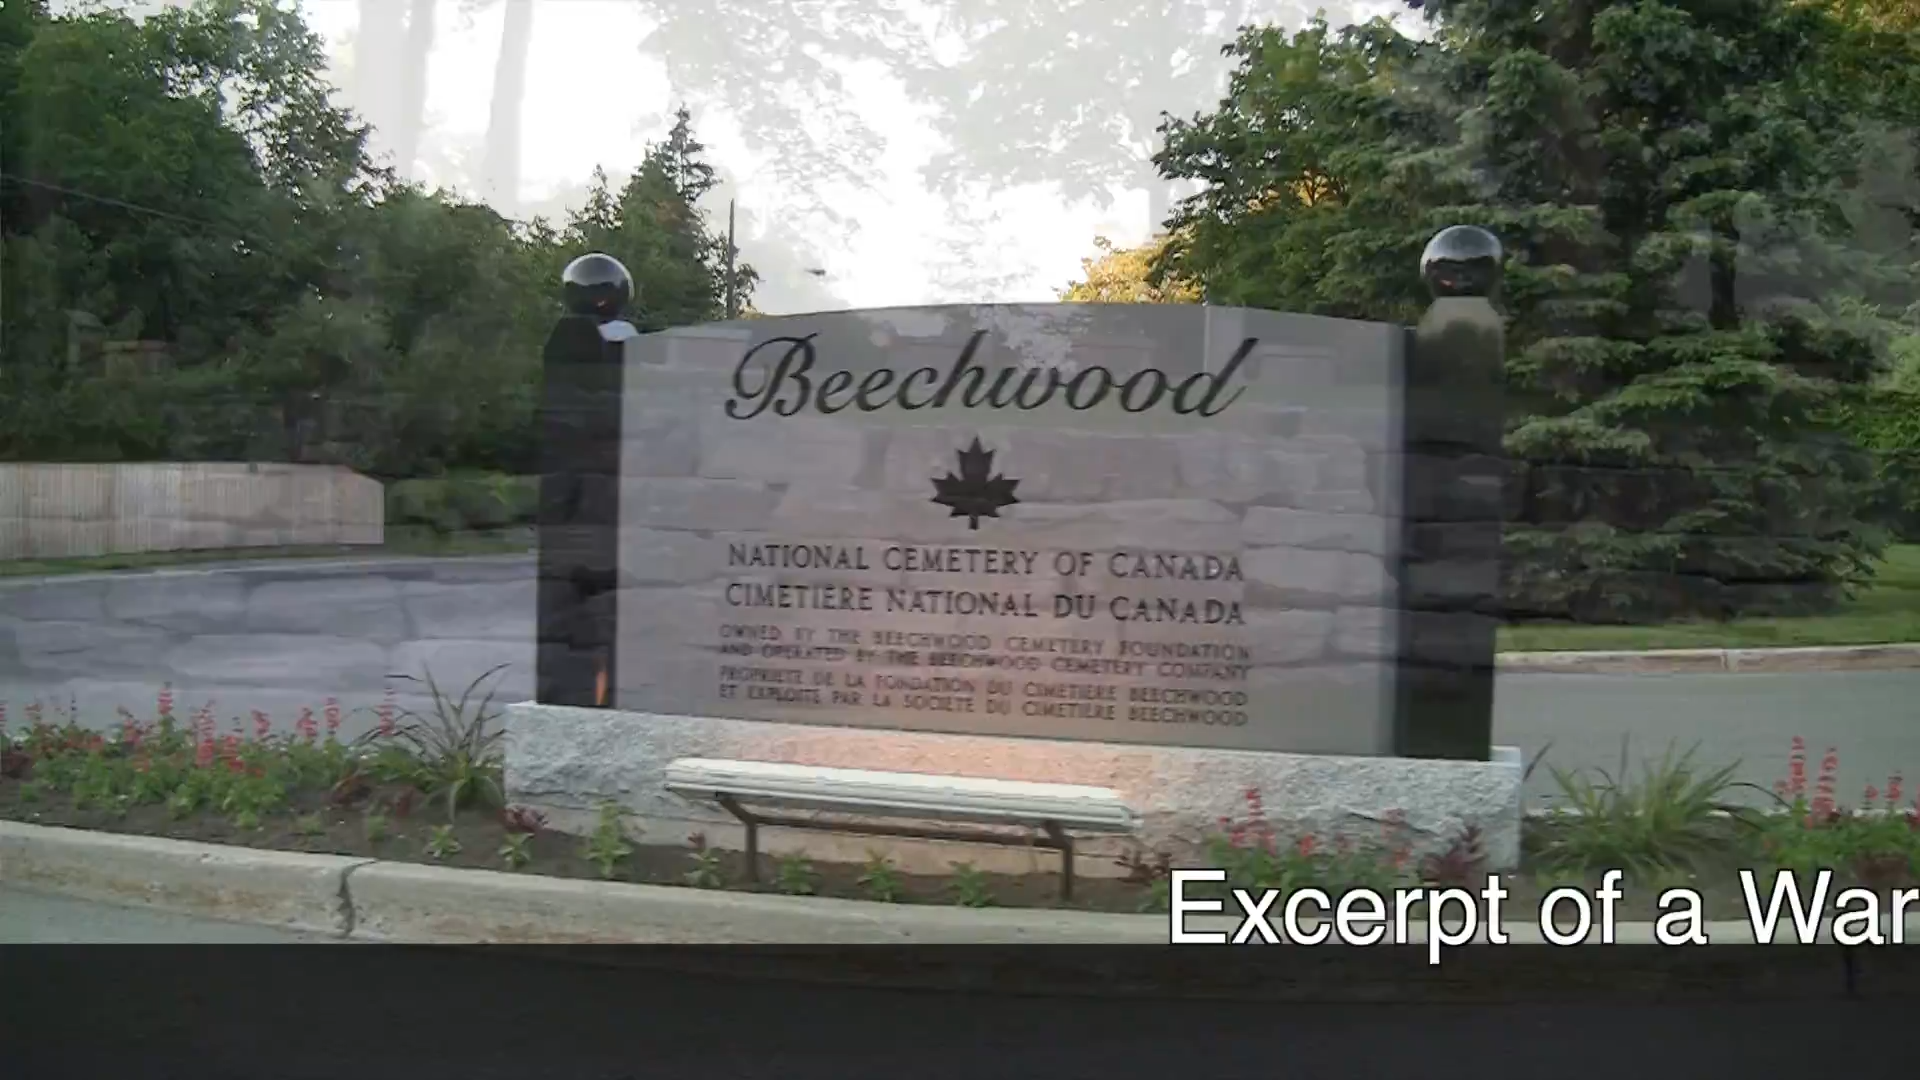 Beechwood
NATIONAL CEMETERY OF CANADA
CIMETIERE NATIONAL DU CANADA
OWNED BY THE BEECHWOOD CEMETERY FOUNDATION
AND OPERATED BY THE BEECHWOOD CEMETERY COMPANY
PROPRIETE DE LA FONDATION DU CIMETIERE BEECHWOOD
ET EXPLOITE PAR LA SOCIETE DU CIMETIERE BEECHWOOD
Excerpt of a War